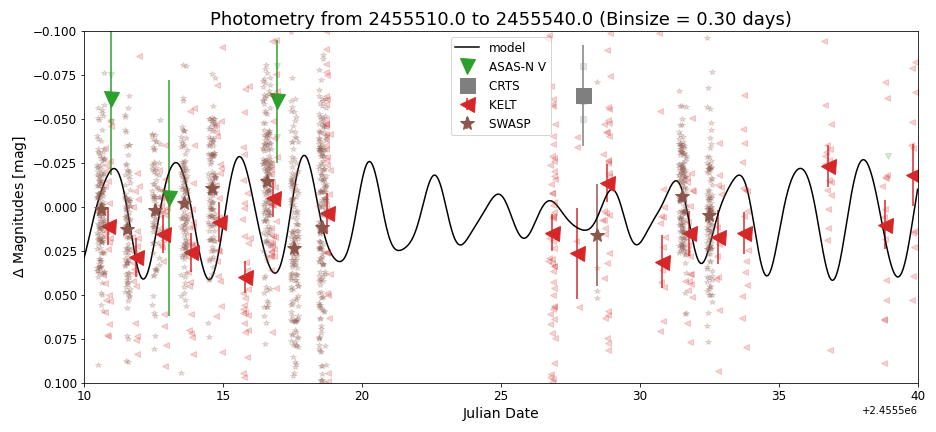 Photometry from 2455510.0 to 2455540.0 (Binsize = 0.30 days)
−0.100
−0.075
−0.050
−0.025
0.000
0.025
0.050
0.075
0.100
Δ Magnitudes [mag]
model
ASAS-N V
CRTS
KELT
SWASP
10
15
20
25
30
35
40
Julian Date
+2.4555e6